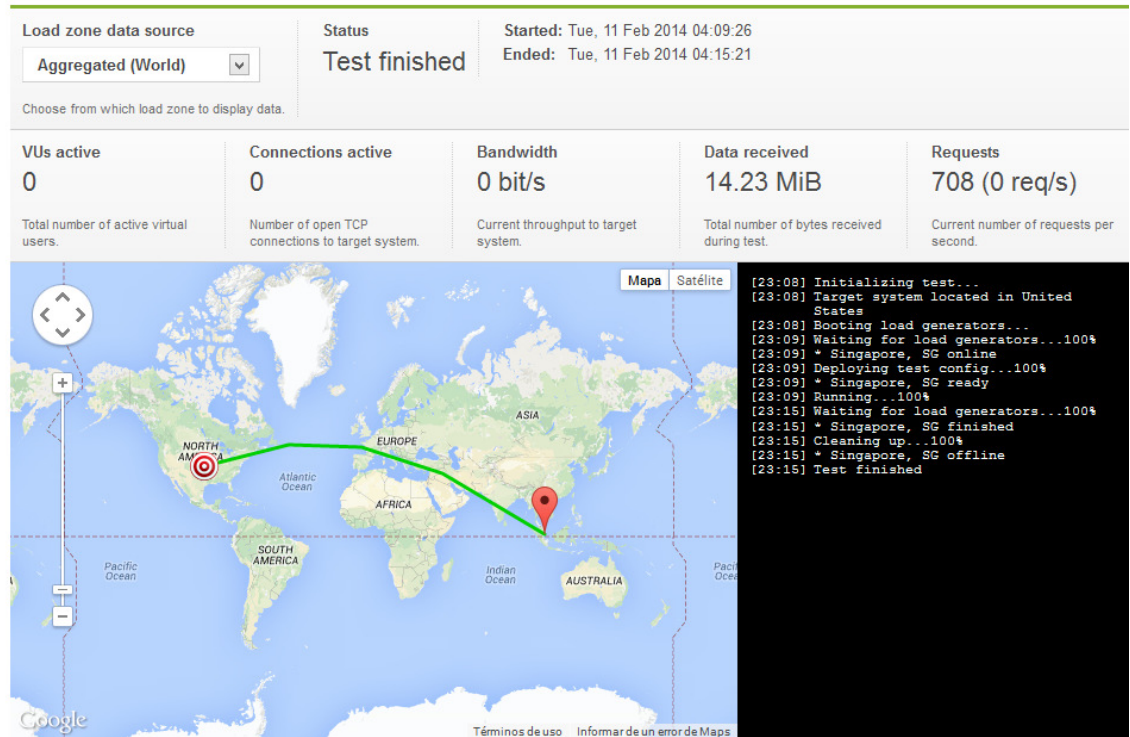 Load zone data source
Aggregated (World)
Choose from which load zone to display data.
Status
Test finished
Started: Tue, 11 Feb 2014 04:09:26
Ended: Tue, 11 Feb 2014 04:15:21
VUs active
0
Total number of active virtual
users.
Connections active
0
Number of open TCP
connections to target system.
Bandwidth
0 bit/s
Current throughput to target
system.
Data received
14.23 MiB
Total number of bytes received
during test.
Requests
708 (0 req/s)
Current number of requests per
second.
Mapa Satélite
ASIA
NORTH
AMERICA
EUROPE
Atlantic
Ocean
AFRICA
SOUTH
AMERICA
Pacific
Ocean
Indian
Ocean
AUSTRALIA
Pacif
Ocea
Google
Términos de uso Informar de un error de Maps
[23:08] Initializing test...
[23:08] Target system located in United
States
[23:08] Booting load generators...
[23:09] Waiting for load generators...100%
[23:09] * Singapore, SG online
[23:09] Deploying test config...100%
[23:09] * Singapore, SG ready
[23:09] Running...100%
[23:15] Waiting for load generators...100%
[23:15] * Singapore, SG finished
[23:15] Cleaning up...100%
[23:15] * Singapore, SG offline
[23:15] Test finished